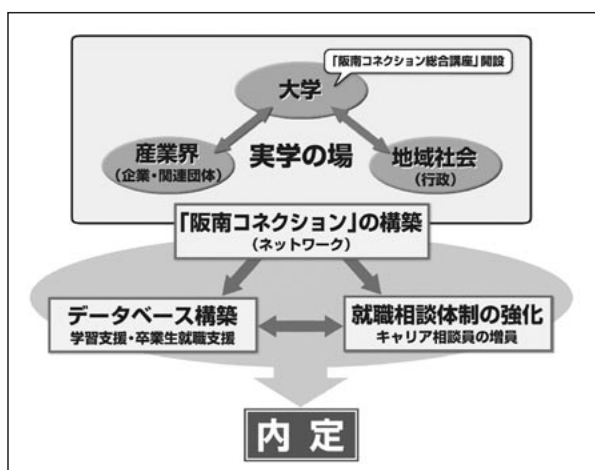 「阪南コネクション総合講座」開設
大学
産業界
(企業・関連団体)
実学の場
地域社会
(行政)
「阪南コネクション」の構築
(ネットワーク)
データベース構築
学習支援・卒業生就職支援
就職相談体制の強化
キャリア相談員の増員
内定